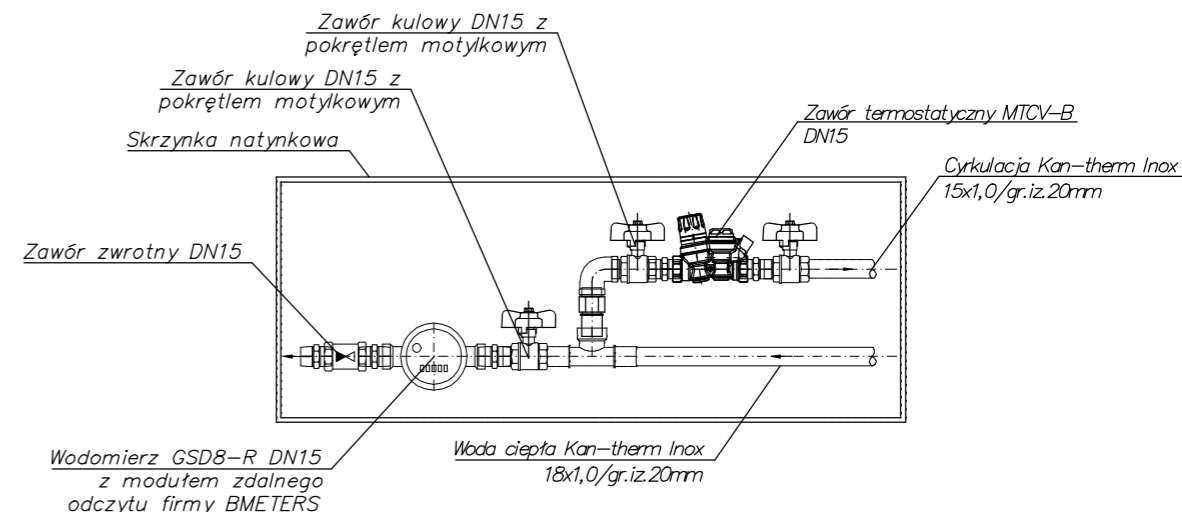 Zawór kulowy DN15 z
pokrętlem motylkowym
Zawór kulowy DN15 z
pokrętlem motylkowym
Skrzynka natynkowa
Zawór termostatyczny MTCV-B
DN15
Cyrkulacja Kan-therm Inox
15x1,0/gr.iz.20mm
Zawór zwrotny DN15
Wodomierz GSD8-R DN15
z modułem zdalnego
odczytu firmy BMETERS
Woda ciepła Kan-therm Inox
18x1,0/gr.iz.20mm